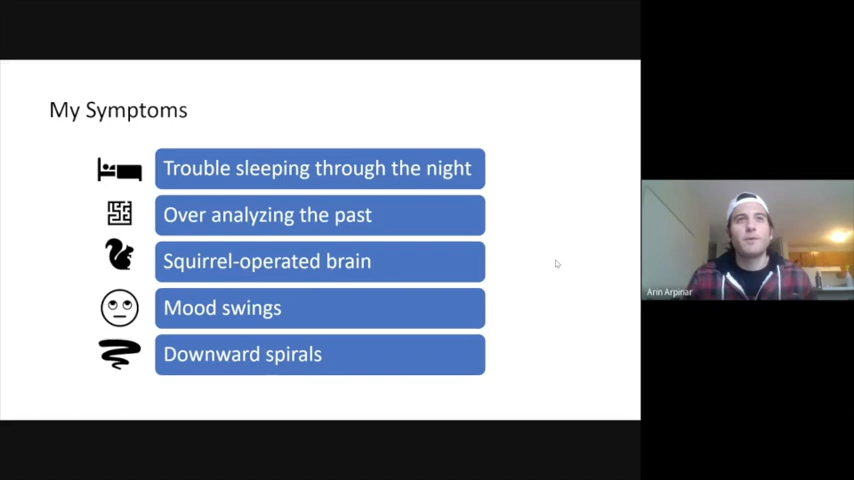 My Symptoms
Trouble sleeping through the night
Over analyzing the past
Squirrel-operated brain
Mood swings
Downward spirals
Arin Arpinar